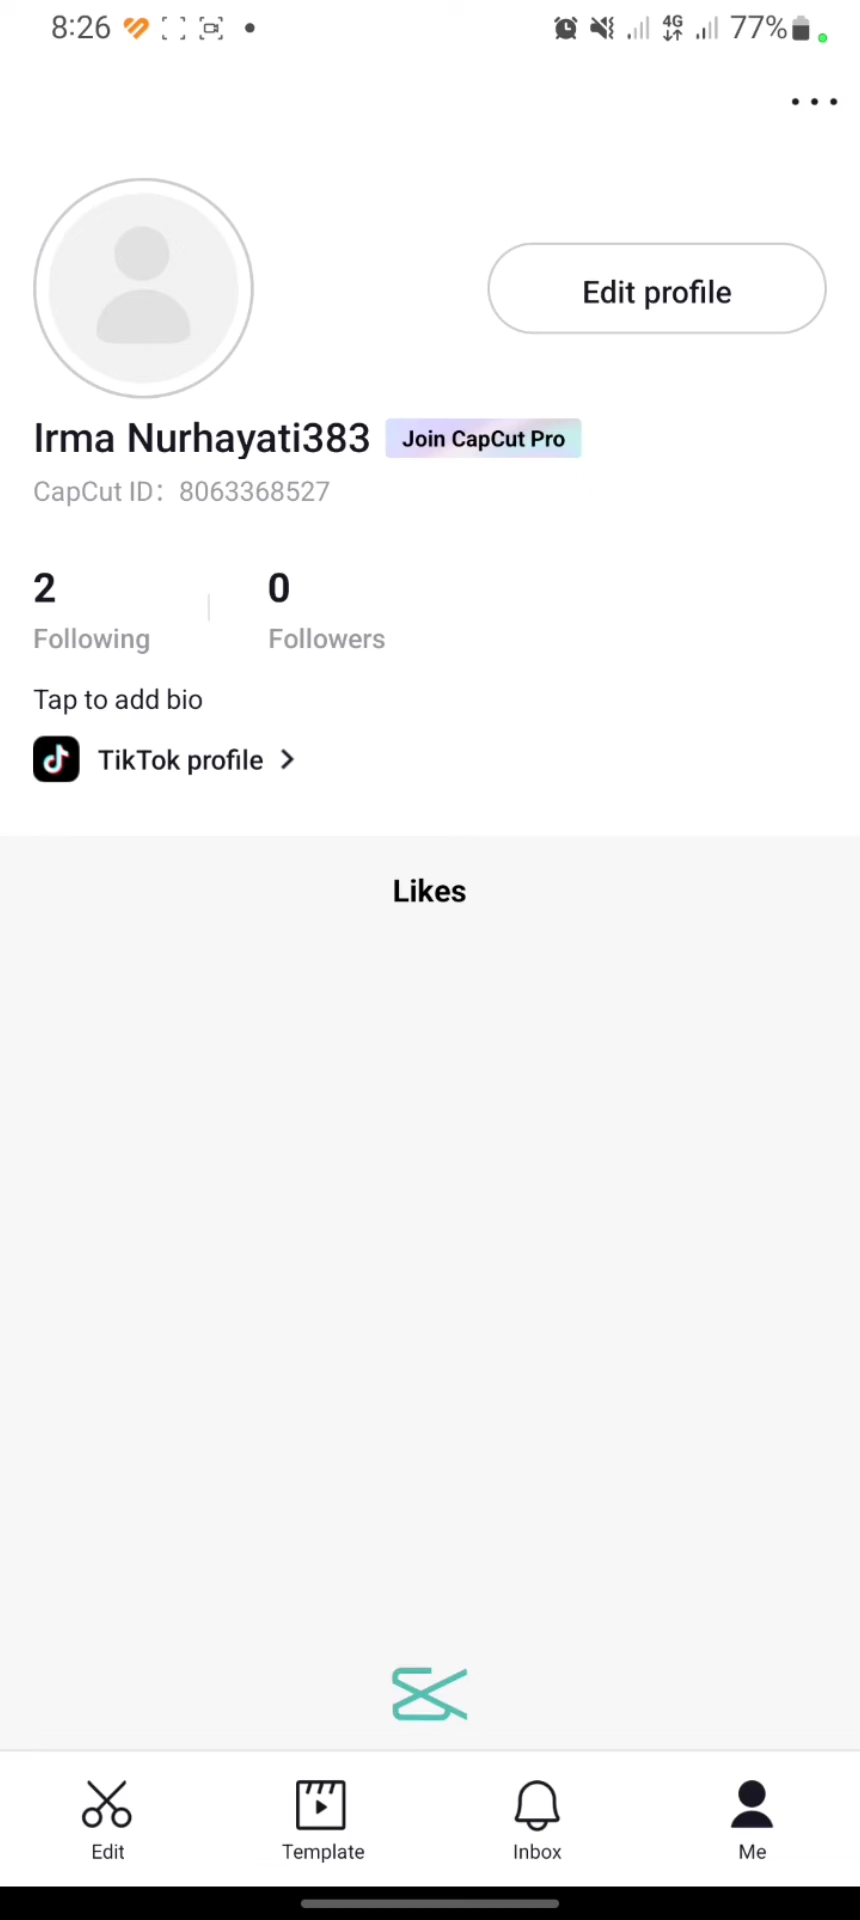 8:26 4G 77%
Edit profile
Irma Nurhayati383 Join CapCut Pro
CapCut ID: 8063368527
2 0
Following Followers
Tap to add bio
TikTok profile
Likes
Edit Template Inbox Me